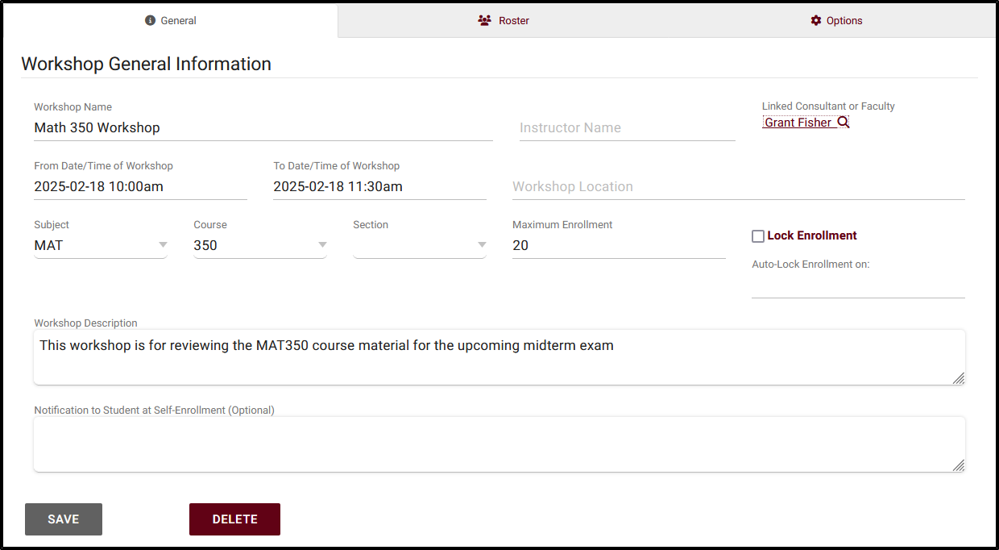 General
Roster
Options
Workshop General Information
Workshop Name
Math 350 Workshop
Instructor Name
Linked Consultant or Faculty
Grant Fisher
From Date/Time of Workshop
2025-02-18 10:00am
To Date/Time of Workshop
2025-02-18 11:30am
Workshop Location
Subject
MAT
Course
350
Section
Maximum Enrollment
20
Lock Enrollment
Auto-Lock Enrollment on:
Workshop Description
This workshop is for reviewing the MAT350 course material for the upcoming midterm exam
Notification to Student at Self-Enrollment (Optional)
SAVE
DELETE